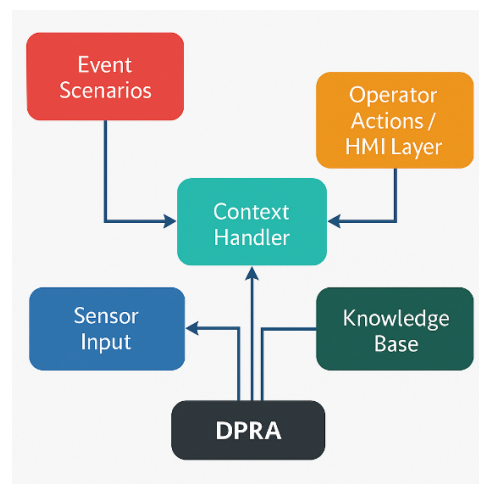 Event
Scenarios
Operator
Actions /
HMI Layer
Context
Handler
Sensor
Input
Knowledge
Base
DPRA